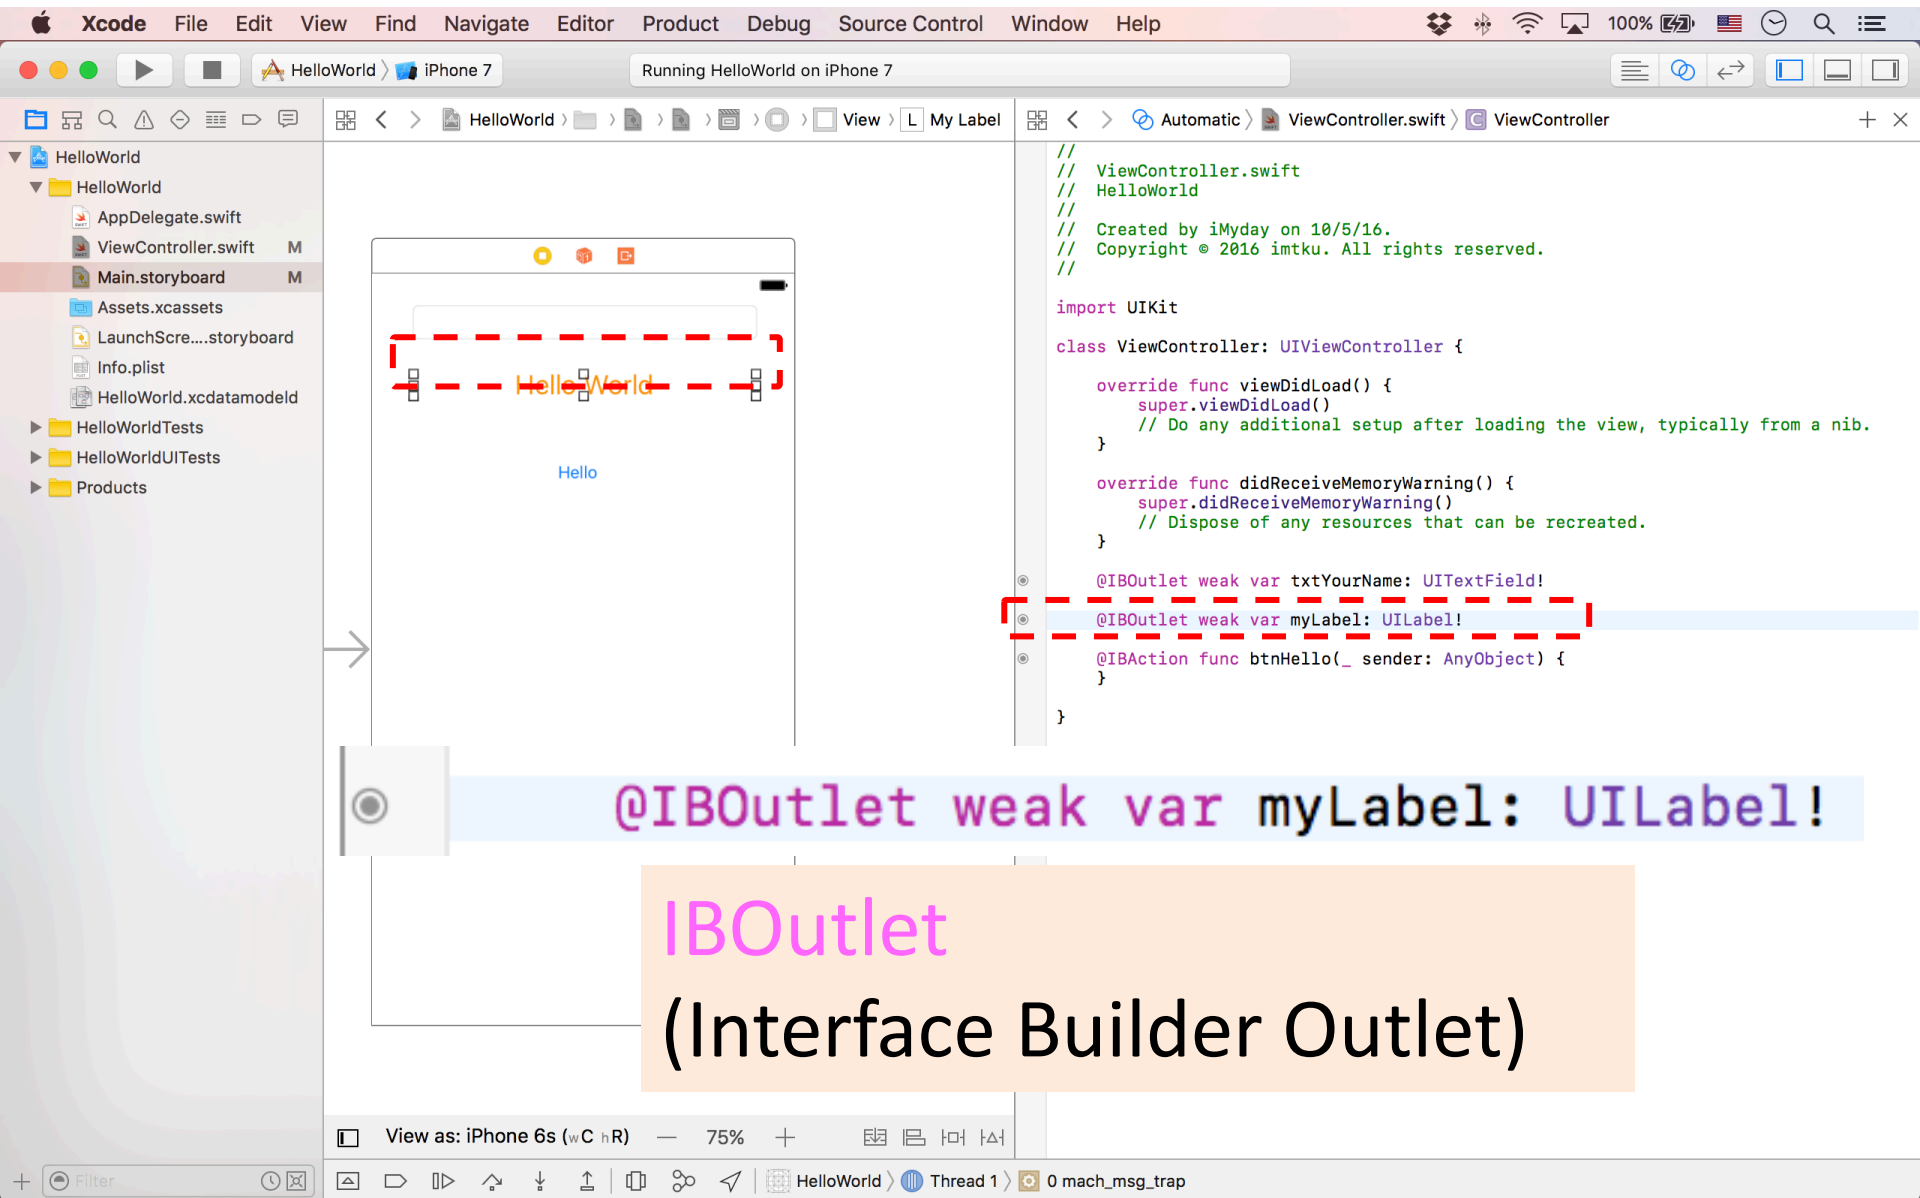 Xcode File Edit View Find Navigate Editor Product Debug Source Control Window Help 100%
HelloWorld iPhone 7 Running HelloWorld on iPhone 7
HelloWorld View L My Label
Automatic ViewController.swift C ViewController
HelloWorld
HelloWorld
AppDelegate.swift
ViewController.swift M
Main.storyboard M
Assets.xcassets
LaunchScre....storyboard
Info.plist
HelloWorld.xcdatamodeld
HelloWorldTests
HelloWorldUITests
Products
Hello World
Hello
//
// ViewController.swift
// HelloWorld
//
// Created by iMyday on 10/5/16.
// Copyright © 2016 imtku. All rights reserved.
//
import UIKit
class ViewController: UIViewController {
override func viewDidLoad() {
super.viewDidLoad()
// Do any additional setup after loading the view, typically from a nib.
}
override func didReceiveMemoryWarning() {
super.didReceiveMemoryWarning()
// Dispose of any resources that can be recreated.
}
@IBOutlet weak var txtYourName: UITextField!
@IBOutlet weak var myLabel: UILabel!
@IBAction func btnHello(_ sender: AnyObject) {
}
}
@IBOutlet weak var myLabel: UILabel!
IBOutlet
(Interface Builder Outlet)
View as: iPhone 6s (wC hR) — 75% +
Filter
HelloWorld Thread 1 0 mach_msg_trap